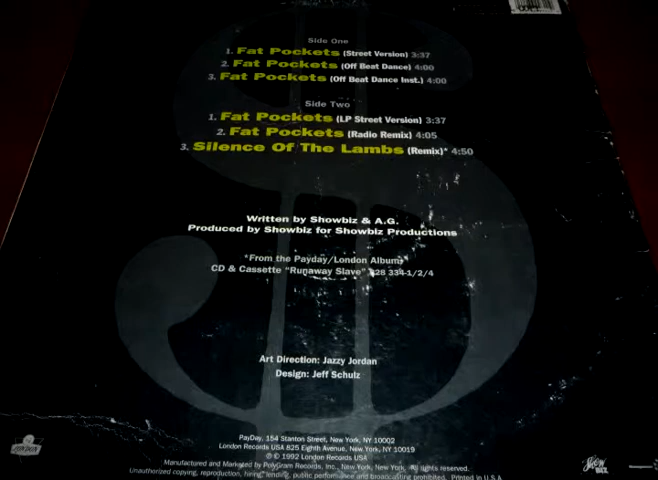 Side One
1. Fat Pockets (Street Version) 3:37
2. Fat Pockets (Off Beat Dance) 4:00
3. Fat Pockets (Off Beat Dance Inst.) 4:00
Side Two
1. Fat Pockets (LP Street Version) 3:37
2. Fat Pockets (Radio Remix) 4:05
3. Silence Of The Lambs (Remix)* 4:50
Written by Showbiz & A.G.
Produced by Showbiz for Showbiz Productions
*From the Payday/London Album
CD & Cassette "Runaway Slave" 828 334-1/2/4
Art Direction: Jazzy Jordan
Design: Jeff Schulz
PayDay, 154 Stanton Street, New York, NY 10002
London Records USA 825 Eighth Avenue, New York, NY 10019
℗ © 1992 London Records USA
Manufactured and Marketed by PolyGram Records, Inc., New York, New York. All rights reserved.
Unauthorized copying, reproduction, hiring, lending, public performance and broadcasting prohibited. Printed in U.S.A.
LONDON
SHOW BIZ